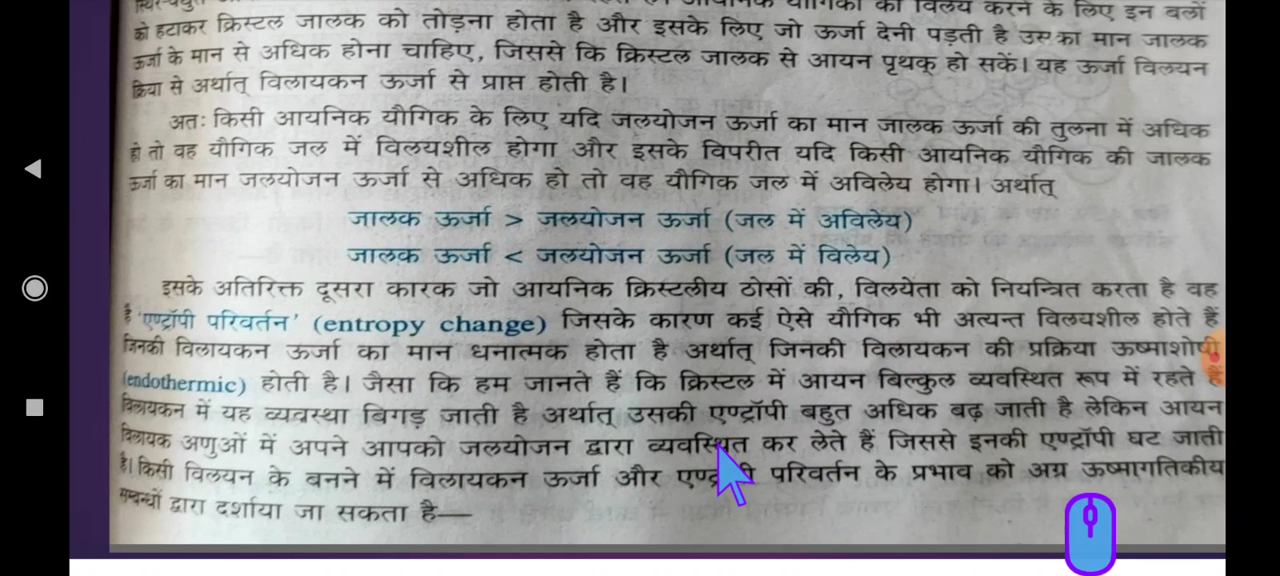 को हटाकर क्रिस्टल जालक को तोड़ना होता है और इसके लिए जो ऊर्जा देनी पड़ती है उसका मान जालक
ऊर्जा के मान से अधिक होना चाहिए, जिससे कि क्रिस्टल जालक से आयन पृथक् हो सकें। यह ऊर्जा विलयन
क्रिया से अर्थात् विलायकन ऊर्जा से प्राप्त होती है।
अतः किसी आयनिक यौगिक के लिए यदि जलयोजन ऊर्जा का मान जालक ऊर्जा की तुलना में अधिक
हो तो वह यौगिक जल में विलयशील होगा और इसके विपरीत यदि किसी आयनिक यौगिक की जालक
ऊर्जा का मान जलयोजन ऊर्जा से अधिक हो तो वह यौगिक जल में अविलेय होगा। अर्थात्
जालक ऊर्जा > जलयोजन ऊर्जा (जल में अविलेय)
जालक ऊर्जा < जलयोजन ऊर्जा (जल में विलेय)
इसके अतिरिक्त दूसरा कारक जो आयनिक क्रिस्टलीय ठोसों की, विलयेता को नियन्त्रित करता है वह
है 'एण्ट्रॉपी परिवर्तन' (entropy change) जिसके कारण कई ऐसे यौगिक भी अत्यन्त विलयशील होते हैं
जिनकी विलायकन ऊर्जा का मान धनात्मक होता है अर्थात् जिनकी विलायकन की प्रक्रिया ऊष्माशोषी
(endothermic) होती है। जैसा कि हम जानते हैं कि क्रिस्टल में आयन बिल्कुल व्यवस्थित रूप में रहते हैं
विलायकन में यह व्यवस्था बिगड़ जाती है अर्थात् उसकी एण्ट्रॉपी बहुत अधिक बढ़ जाती है लेकिन आयन
विलायक अणुओं में अपने आपको जलयोजन द्वारा व्यवस्थित कर लेते हैं जिससे इनकी एण्ट्रॉपी घट जाती
है। किसी विलयन के बनने में विलायकन ऊर्जा और परिवर्तन के प्रभाव को अग्र ऊष्मागतिकीय
सम्बन्धों द्वारा दर्शाया जा सकता है—